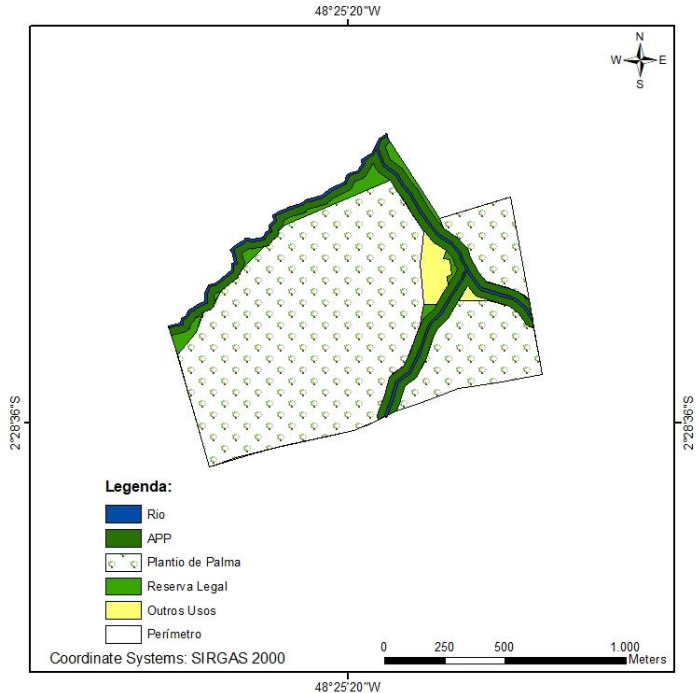 48°25'20"W
N
W E
S
2°28'36"S
2°28'36"S
Legenda:
Rio
APP
Plantio de Palma
Reserva Legal
Outros Usos
Perímetro
Coordinate Systems: SIRGAS 2000
0 250 500 1.000
Meters
48°25'20"W